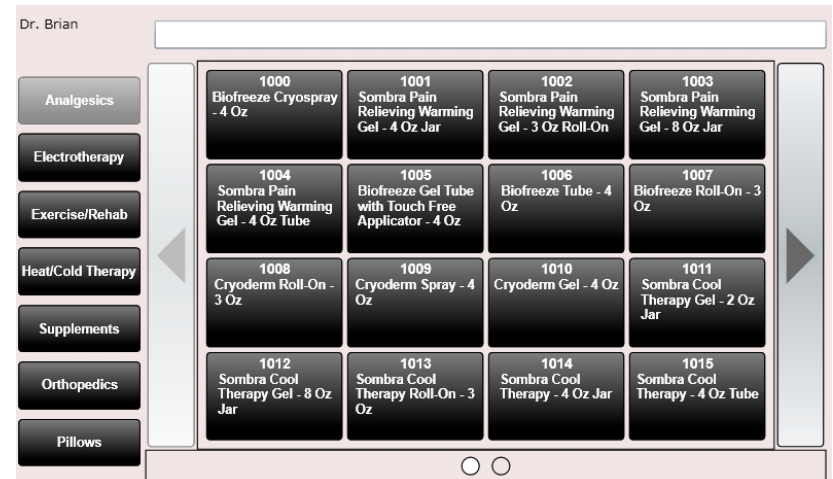 Dr. Brian
Analgesics
Electrotherapy
Exercise/Rehab
Heat/Cold Therapy
Supplements
Orthopedics
Pillows
1000
Biofreeze Cryospray
- 4 Oz
1001
Sombra Pain
Relieving Warming
Gel - 4 Oz Jar
1002
Sombra Pain
Relieving Warming
Gel - 3 Oz Roll-On
1003
Sombra Pain
Relieving Warming
Gel - 8 Oz Jar
1004
Sombra Pain
Relieving Warming
Gel - 4 Oz Tube
1005
Biofreeze Gel Tube
with Touch Free
Applicator - 4 Oz
1006
Biofreeze Tube - 4
Oz
1007
Biofreeze Roll-On - 3
Oz
1008
Cryoderm Roll-On -
3 Oz
1009
Cryoderm Spray - 4
Oz
1010
Cryoderm Gel - 4 Oz
1011
Sombra Cool
Therapy Gel - 2 Oz
Jar
1012
Sombra Cool
Therapy Gel - 8 Oz
Jar
1013
Sombra Cool
Therapy Roll-On - 3
Oz
1014
Sombra Cool
Therapy - 4 Oz Jar
1015
Sombra Cool
Therapy - 4 Oz Tube